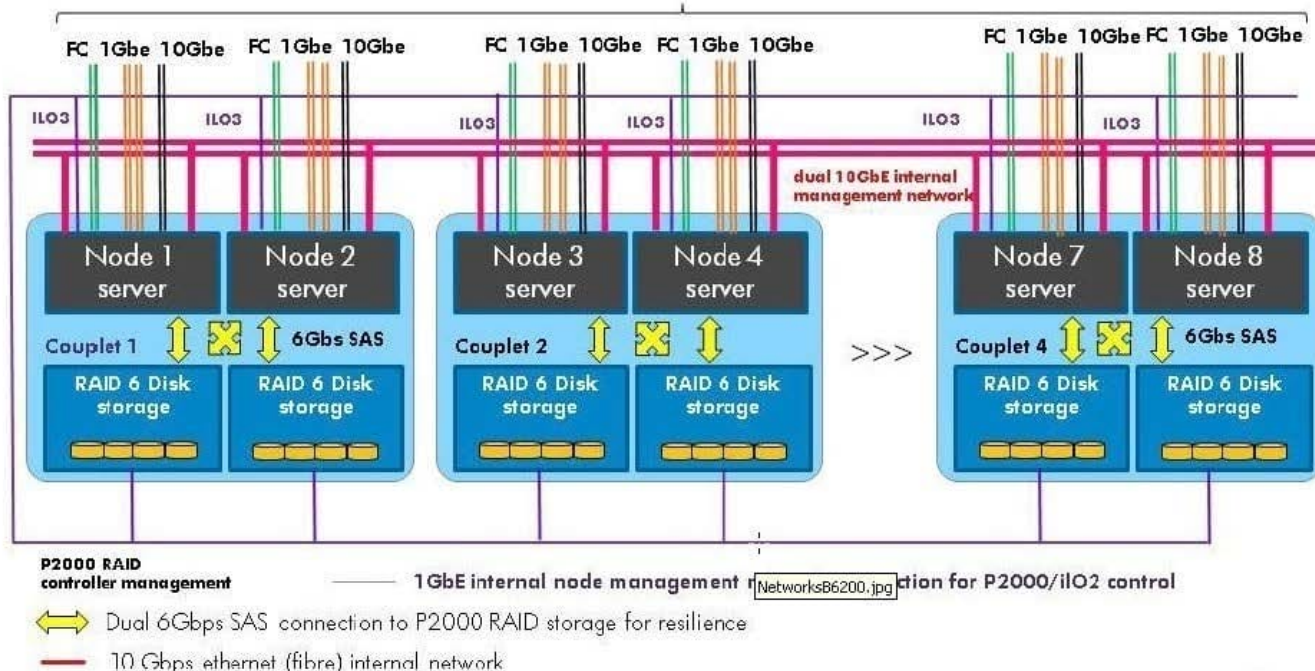 FC 1Gbe 10Gbe
FC 1Gbe 10Gbe
FC 1Gbe 10Gbe
FC 1Gbe 10Gbe
FC 1Gbe 10Gbe
FC 1Gbe 10Gbe
ILO3
ILO3
ILO3
ILO3
ILO3
ILO3
dual 10GbE internal
management network
Node 1
server
Node 2
server
Node 3
server
Node 4
server
Node 7
server
Node 8
server
Couplet 1
6Gbs SAS
Couplet 2
>>>
Couplet 4
6Gbs SAS
RAID 6 Disk
storage
RAID 6 Disk
storage
RAID 6 Disk
storage
RAID 6 Disk
storage
RAID 6 Disk
storage
RAID 6 Disk
storage
P2000 RAID
controller management
1GbE internal node management
NetworksB6200.jpg
for P2000/ilO2 control
Dual 6Gbps SAS connection to P2000 RAID storage for resilience
10 Gbps ethernet (fibre) internal network